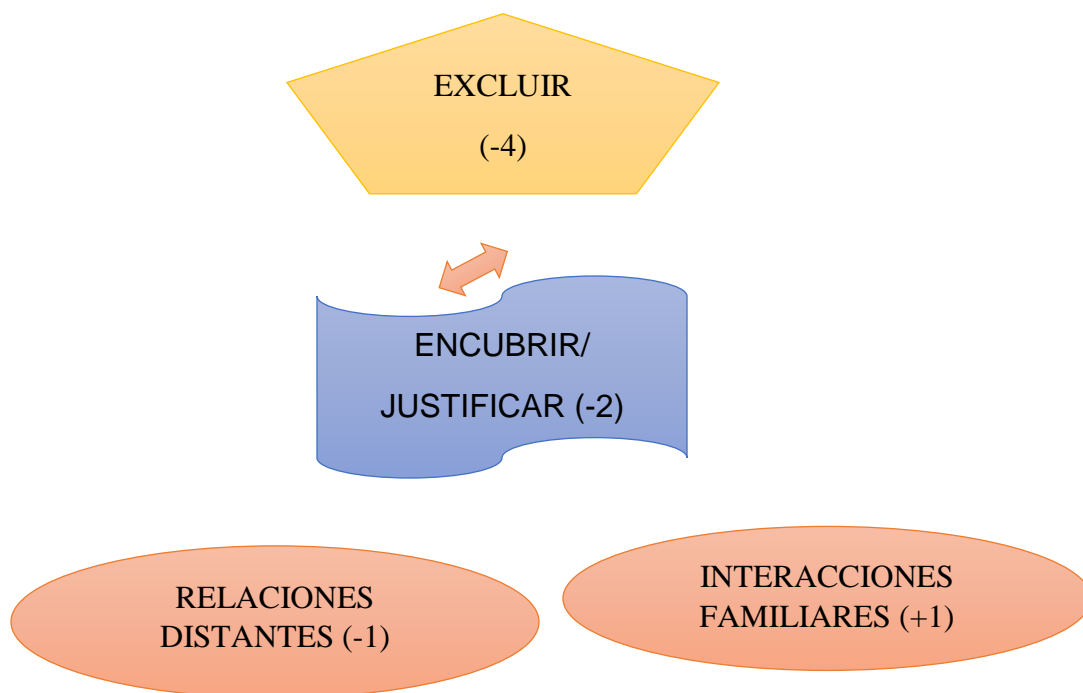 EXCLUIR
(-4)
ENCUBRIR/
JUSTIFICAR (-2)
RELACIONES
DISTANTES (-1)
INTERACCIONES
FAMILIARES (+1)